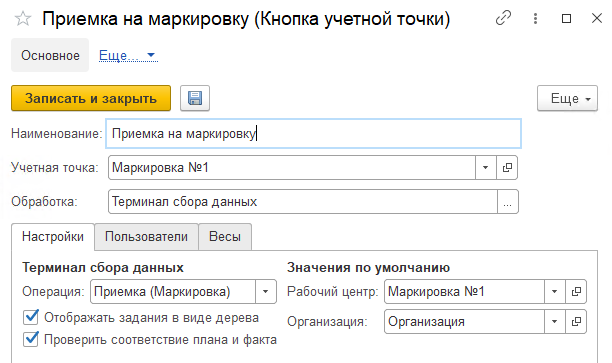 Приемка на маркировку (Кнопка учетной точки)
Основное Еще...
Записать и закрыть Еще
Наименование: Приемка на маркировку
Учетная точка: Маркировка №1
Обработка: Терминал сбора данных ...
Настройки Пользователи Весы
Терминал сбора данных Значения по умолчанию
Операция: Приемка (Маркировка) Рабочий центр: Маркировка №1
Отображать задания в виде дерева Организация: Организация
Проверить соответствие плана и факта